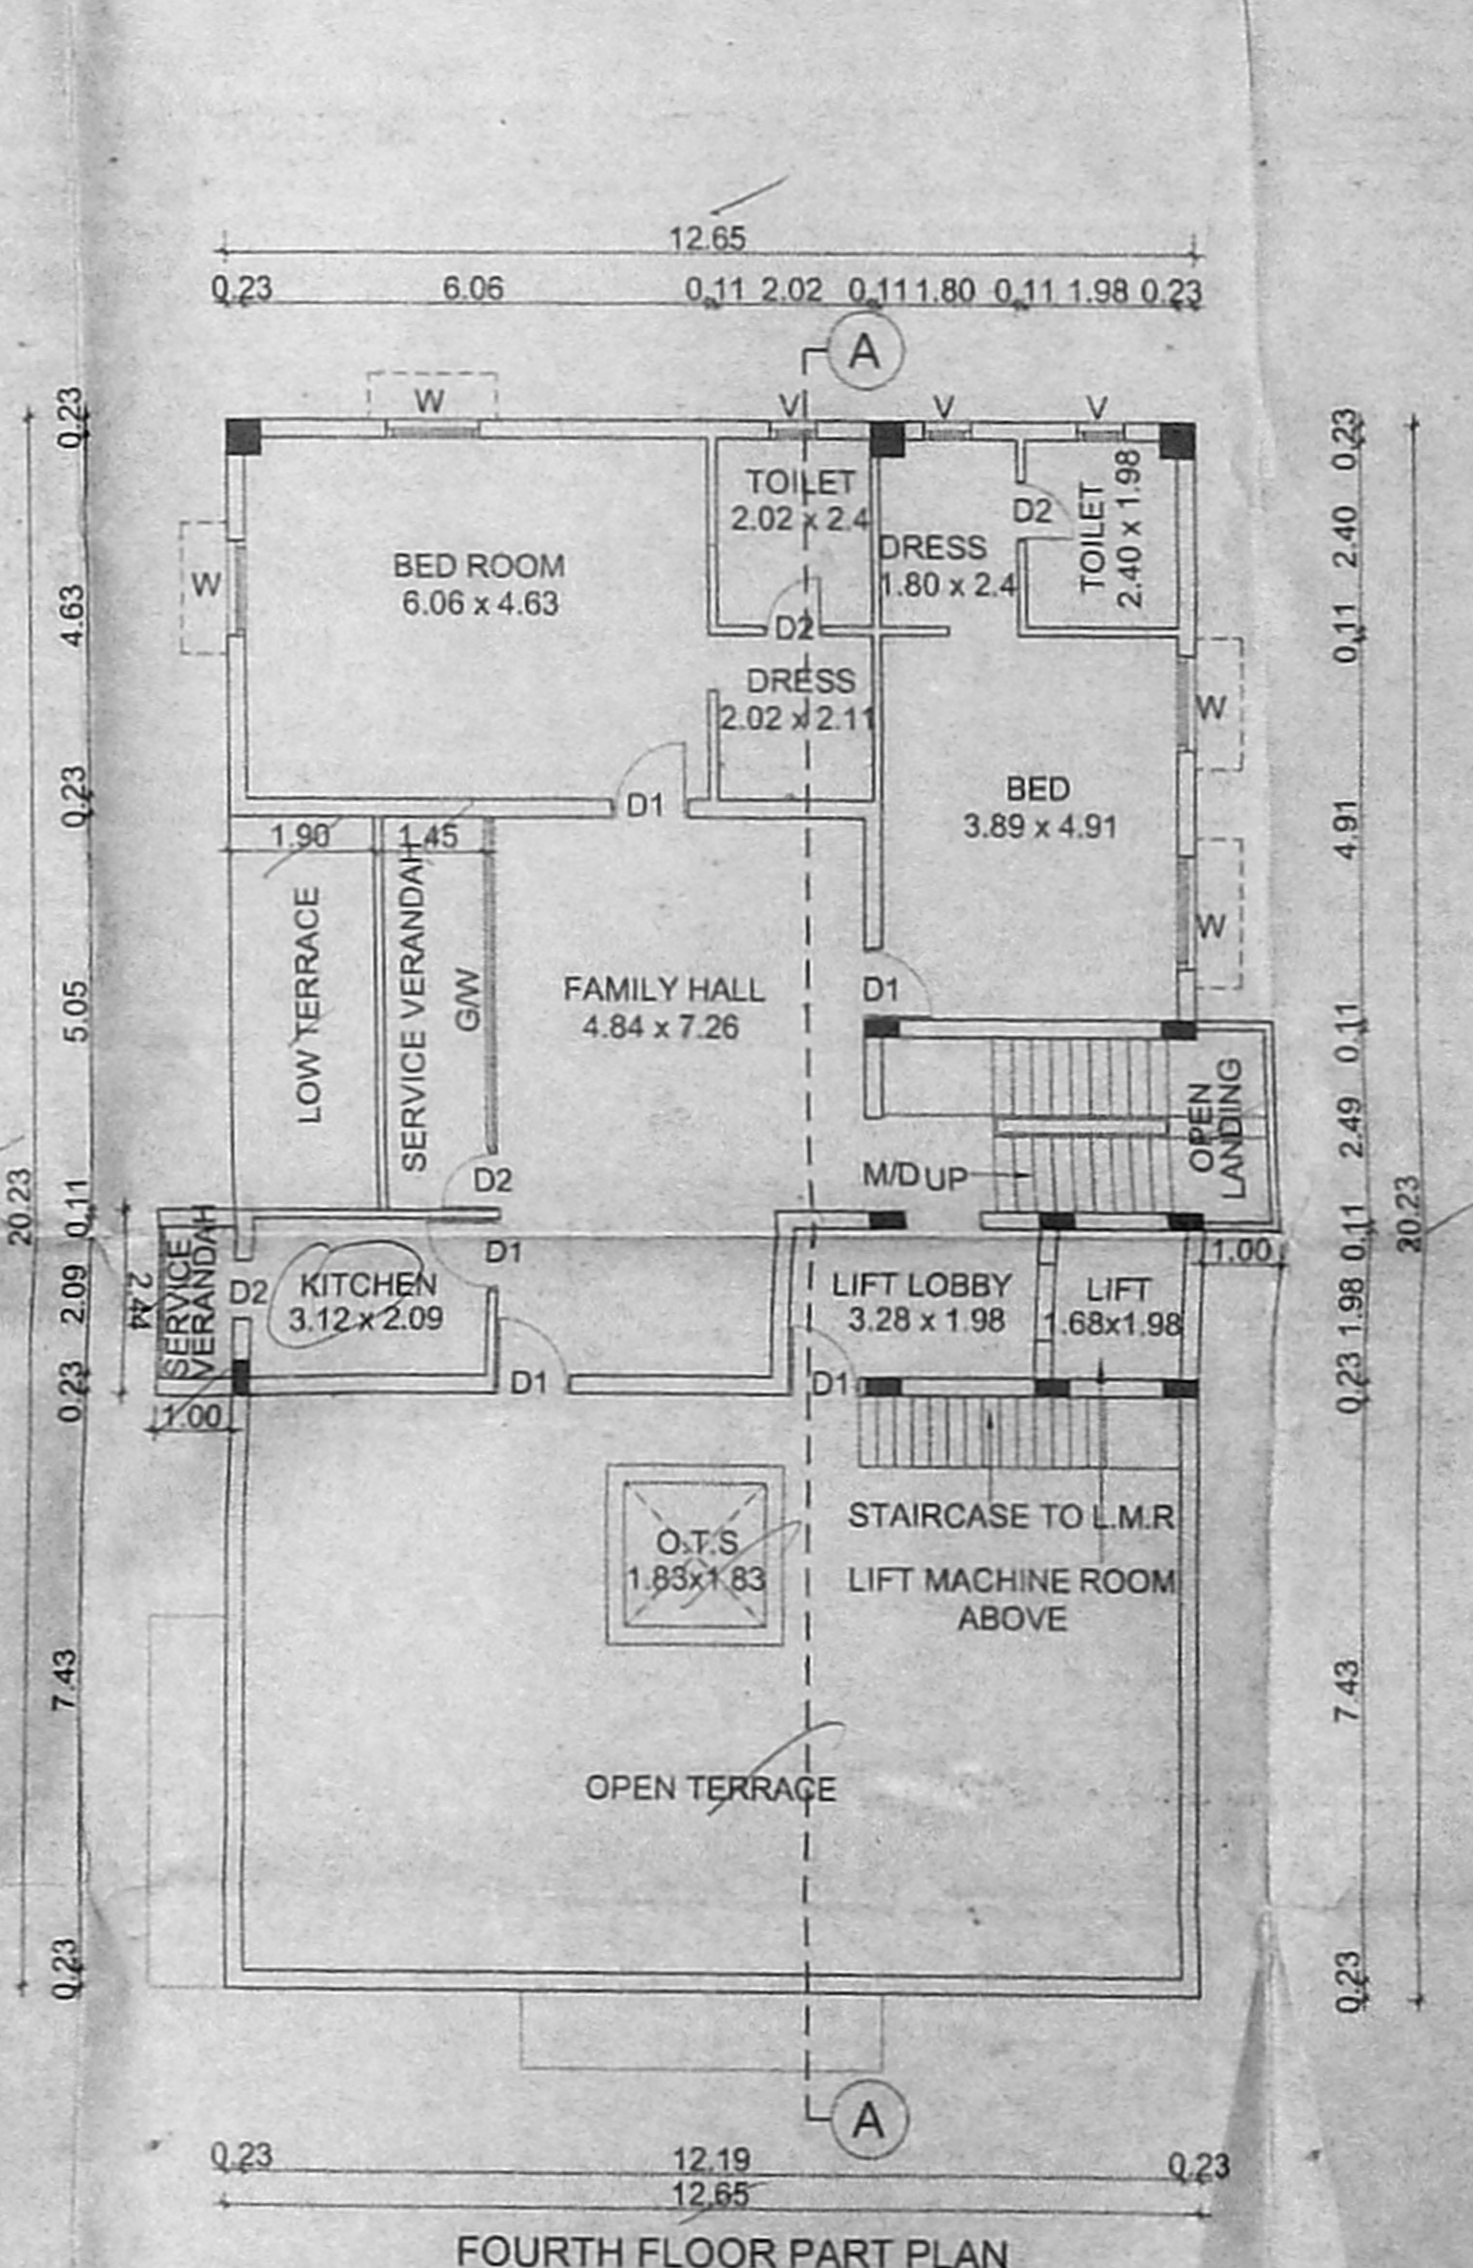 12.65
0.23 6.06 0.11 2.02 0.11 1.80 0.11 1.98 0.23
A
W
V
V
V
W
BED ROOM
6.06 x 4.63
TOILET
2.02 x 2.4
D2
DRESS
1.80 x 2.4
D2
TOILET
2.40 x 1.98
DRESS
2.02 x 2.11
W
BED
3.89 x 4.91
W
D1
1.90
1.45
LOW TERRACE
SERVICE VERANDAH
G/W
FAMILY HALL
4.84 x 7.26
D1
D2
M/D UP
OPEN
LANDING
1.00
SERVICE
VERANDAH
2.44
D2
KITCHEN
3.12 x 2.09
D1
LIFT LOBBY
3.28 x 1.98
LIFT
1.68x1.98
D1
D1
1.00
O.T.S
1.83x1.83
STAIRCASE TO L.M.R
LIFT MACHINE ROOM
ABOVE
OPEN TERRACE
0.23
4.63
0.23
5.05
0.11
2.09
0.23
7.43
0.23
20.23
0.23
2.40
0.11
4.91
0.11
2.49
0.11
1.98
0.23
7.43
0.23
20.23
A
0.23 12.19 0.23
12.65
FOURTH FLOOR PART PLAN